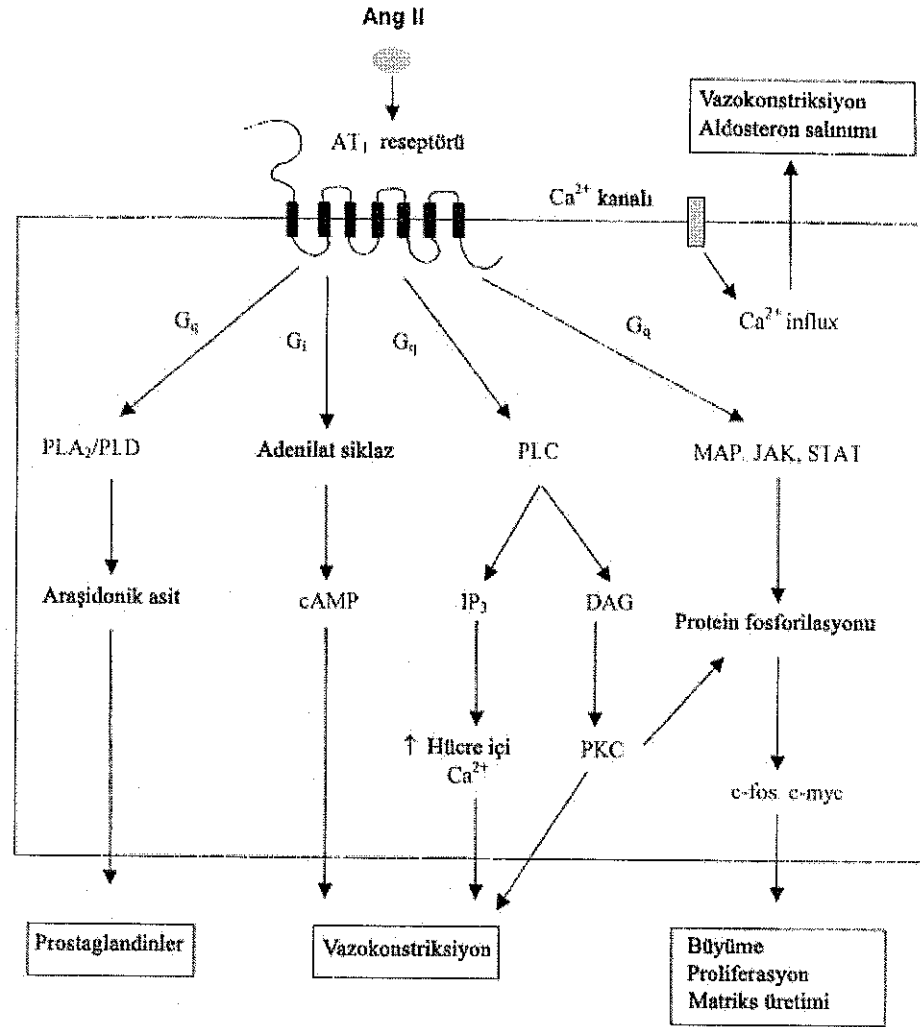 Ang II
Vazokonstriksiyon
Aldosteron salınımı
AT₁ reseptörü
Ca²⁺ kanalı
Ca²⁺ influx
Gq
Gi
Gq
Gq
PLA₂/PLD
Adenilat siklaz
PLC
MAP, JAK, STAT
Araşidonik asit
cAMP
IP₃
DAG
Protein fosforilasyonu
↑ Hücre içi
Ca²⁺
PKC
c-fos, c-myc
Prostaglandinler
Vazokonstriksiyon
Büyüme
Proliferasyon
Matriks üretimi